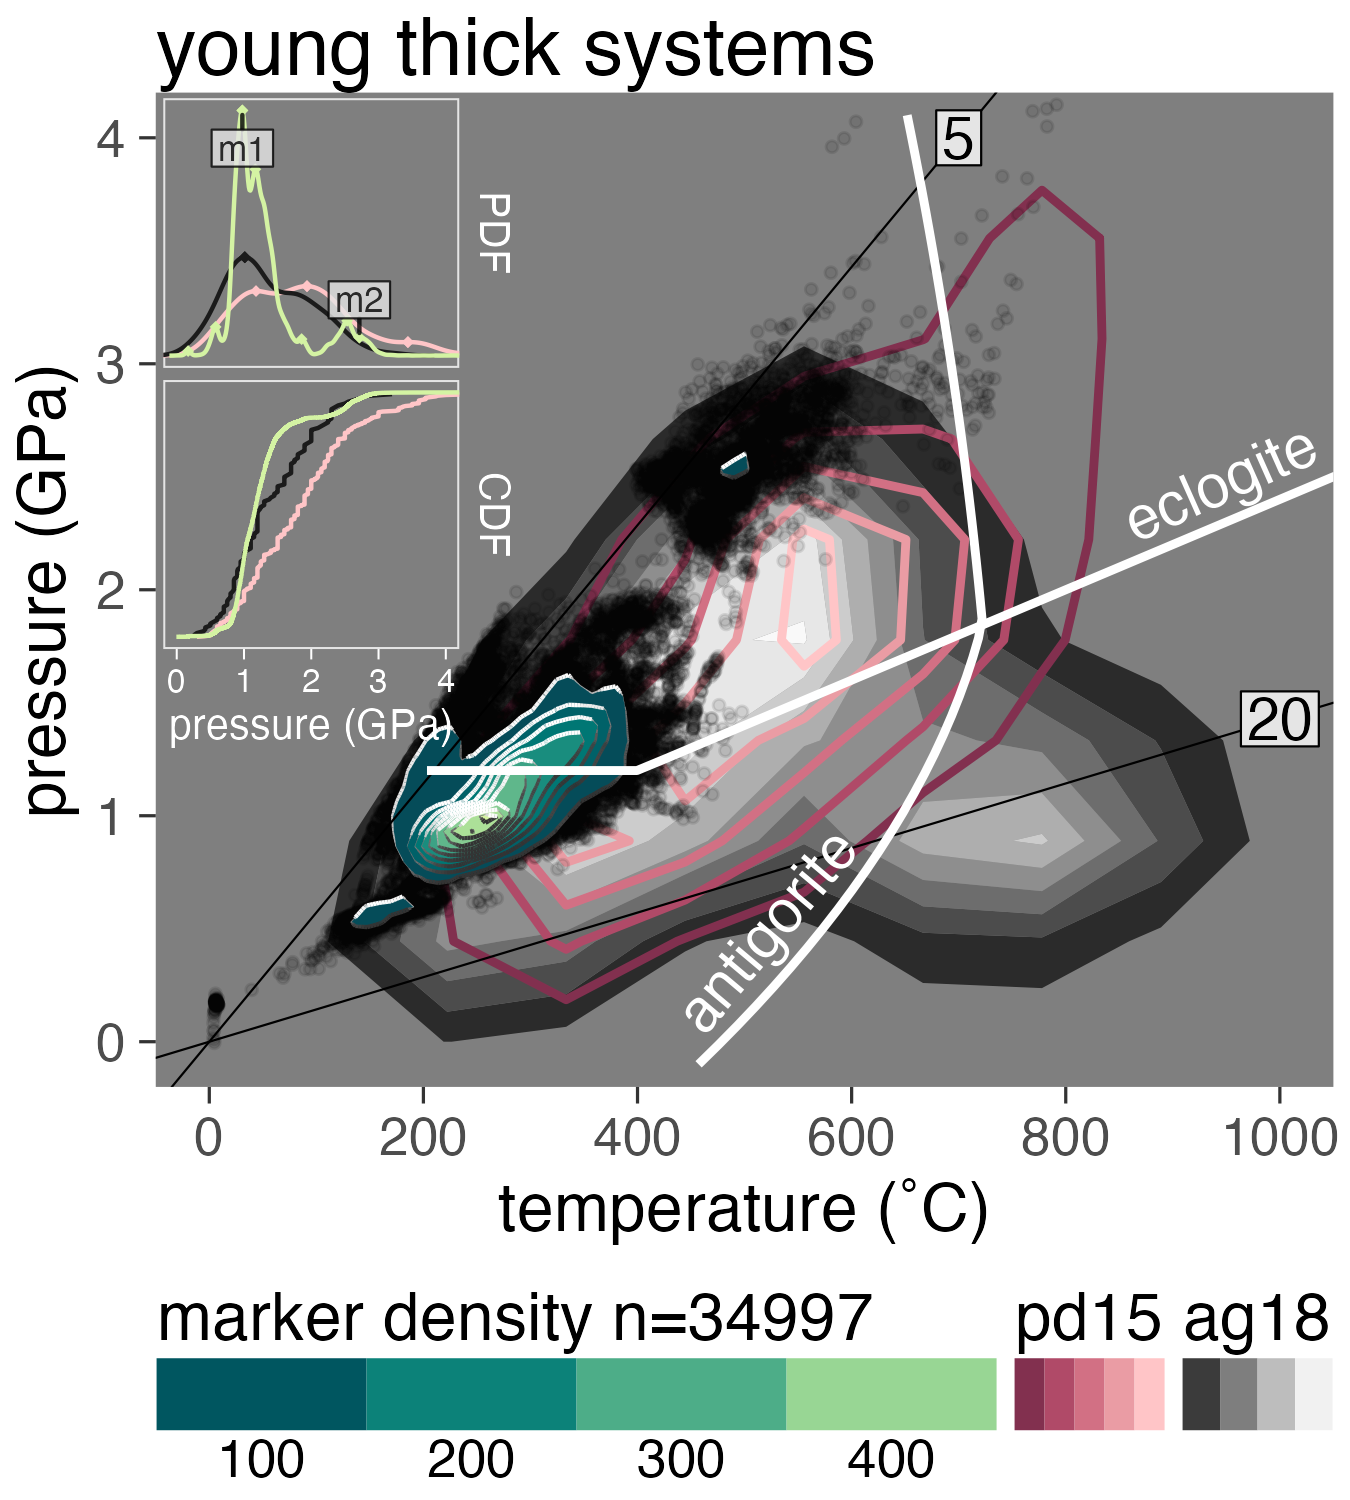 young thick systems
pressure (GPa)
4
3
2
1
0
m1
m2
PDF
CDF
0 1 2 3 4
pressure (GPa)
5
20
eclogite
antigorite
0 200 400 600 800 1000
temperature (˚C)
marker density n=34997
100 200 300 400
pd15
ag18